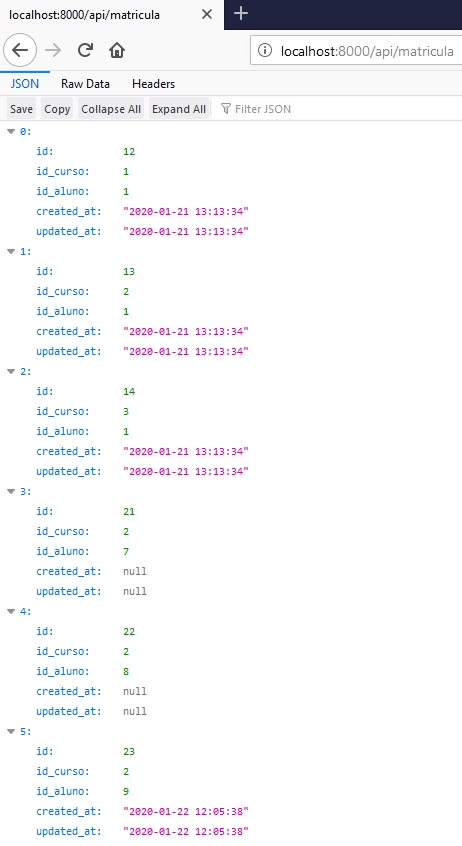 localhost:8000/api/matricula
localhost:8000/api/matricula
JSON Raw Data Headers
Save Copy Collapse All Expand All Filter JSON
0:
id: 12
id_curso: 1
id_aluno: 1
created_at: "2020-01-21 13:13:34"
updated_at: "2020-01-21 13:13:34"
1:
id: 13
id_curso: 2
id_aluno: 1
created_at: "2020-01-21 13:13:34"
updated_at: "2020-01-21 13:13:34"
2:
id: 14
id_curso: 3
id_aluno: 1
created_at: "2020-01-21 13:13:34"
updated_at: "2020-01-21 13:13:34"
3:
id: 21
id_curso: 2
id_aluno: 7
created_at: null
updated_at: null
4:
id: 22
id_curso: 2
id_aluno: 8
created_at: null
updated_at: null
5:
id: 23
id_curso: 2
id_aluno: 9
created_at: "2020-01-22 12:05:38"
updated_at: "2020-01-22 12:05:38"